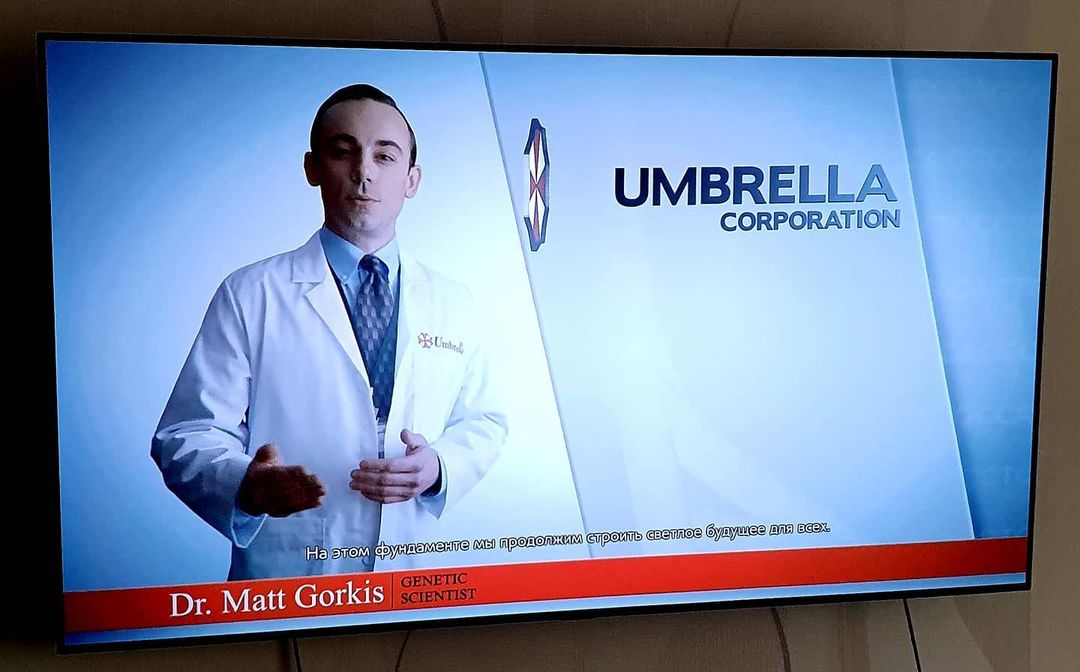 UMBRELLA
CORPORATION
Umbrella
На этом фундаменте мы продолжим строить светлое будущее для всех.
Dr. Matt Gorkis
GENETIC
SCIENTIST